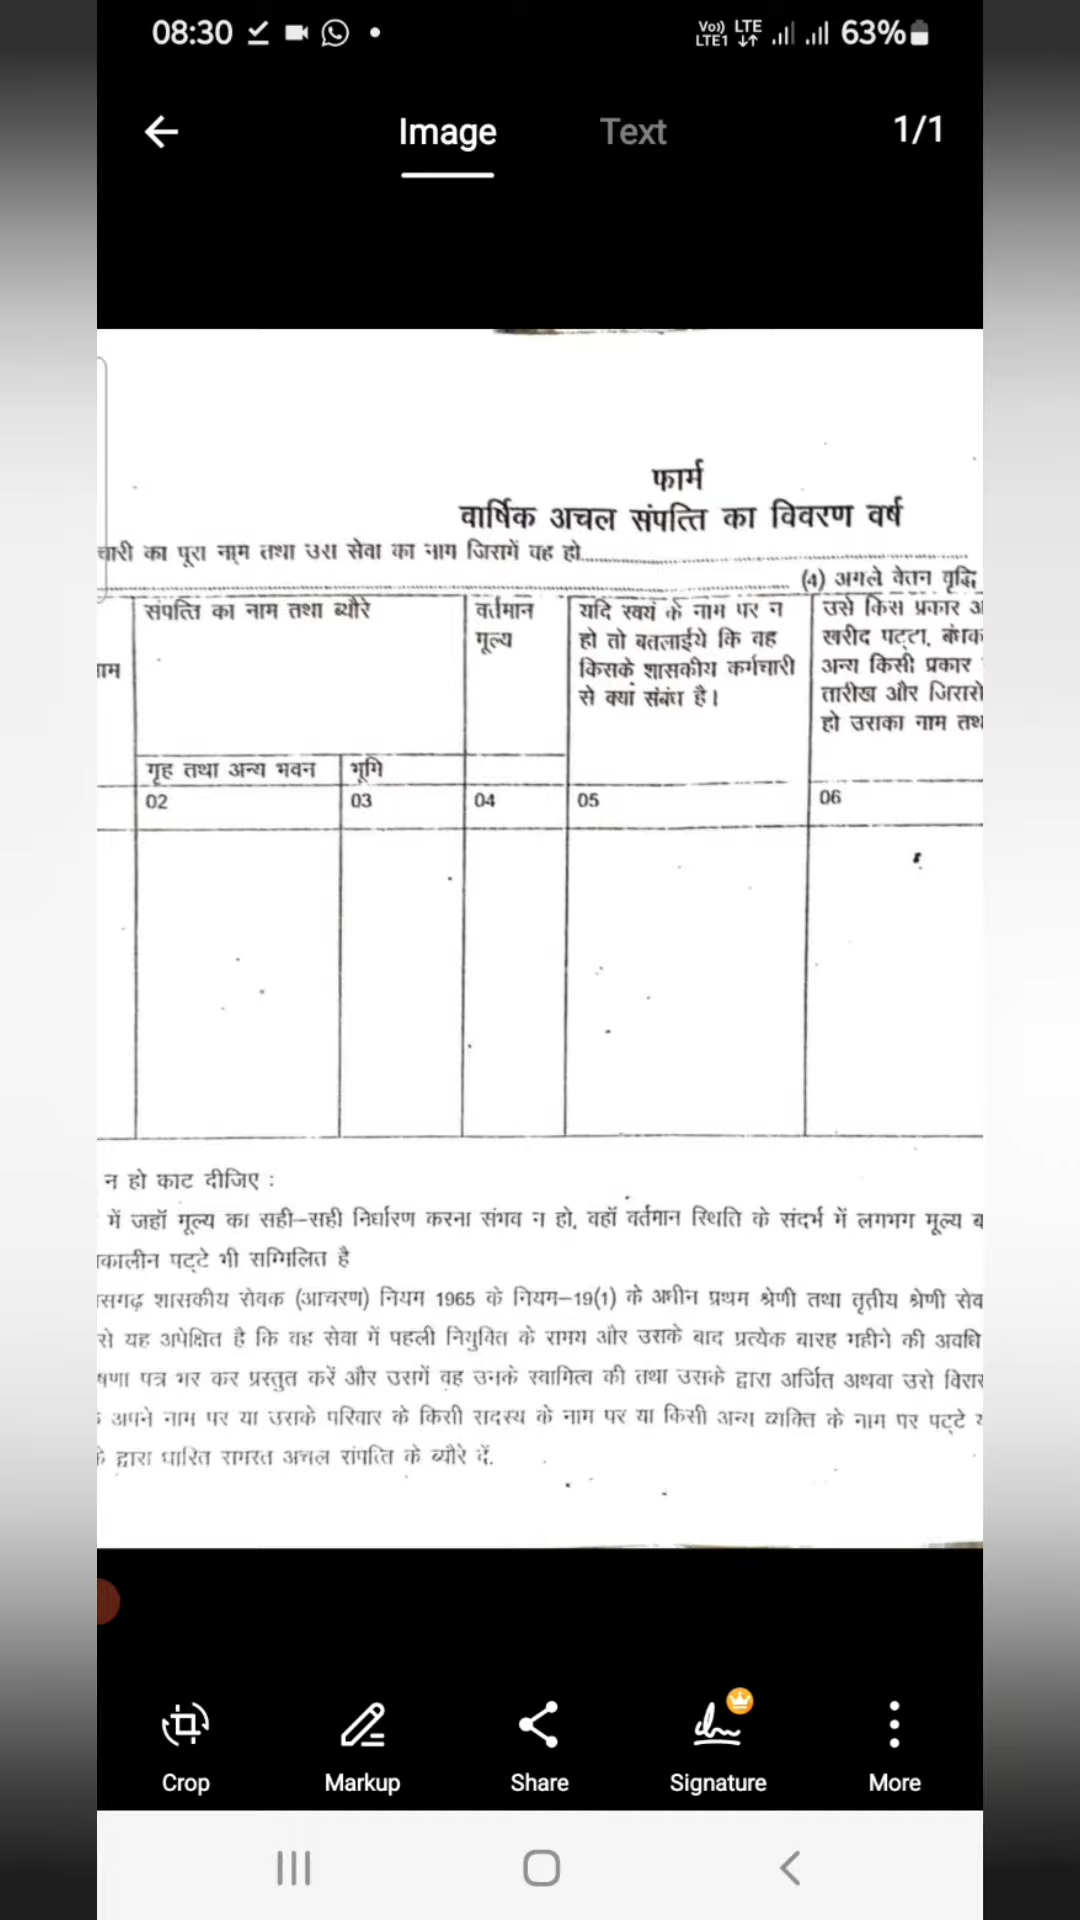 08:30
Vo)) LTE1 LTE 63%
Image Text 1/1
फार्म
वार्षिक अचल संपत्ति का विवरण वर्ष
चारी का पूरा नाम तथा उस सेवा का नाम जिसमें वह हो
(4) अगले वेतन वृद्धि
संपत्ति का नाम तथा ब्यौरे
वर्तमान
मूल्य
यदि स्वयं के नाम पर न
हो तो बतलाईये कि वह
किसके शासकीय कर्मचारी
से क्या संबंध है।
उसे किस प्रकार
खरीद पट्टा, बंधक
अन्य किसी प्रकार
तारीख और जिससे
हो उसका नाम तथ
ाम
गृह तथा अन्य भवन
भूमि
02 03 04 05 06
न हो काट दीजिए :
में जहाँ मूल्य का सही-सही निर्धारण करना संभव न हो, वहाँ वर्तमान स्थिति के संदर्भ में लगभग मूल्य ब
कालीन पट्टे भी सम्मिलित है
सगढ़ शासकीय सेवक (आचरण) नियम 1965 के नियम-19(1) के अधीन प्रथम श्रेणी तथा तृतीय श्रेणी सेव
से यह अपेक्षित है कि वह सेवा में पहली नियुक्ति के समय और उसके बाद प्रत्येक बारह महीने की अवधि
षणा पत्र भर कर प्रस्तुत करें और उसमें वह उनके स्वामित्व की तथा उसके द्वारा अर्जित अथवा उसे विरास
अपने नाम पर या उसके परिवार के किसी सदस्य के नाम पर या किसी अन्य व्यक्ति के नाम पर पट्टे
के द्वारा धारित समस्त अचल संपत्ति के ब्यौरे दें.
Crop Markup Share Signature More